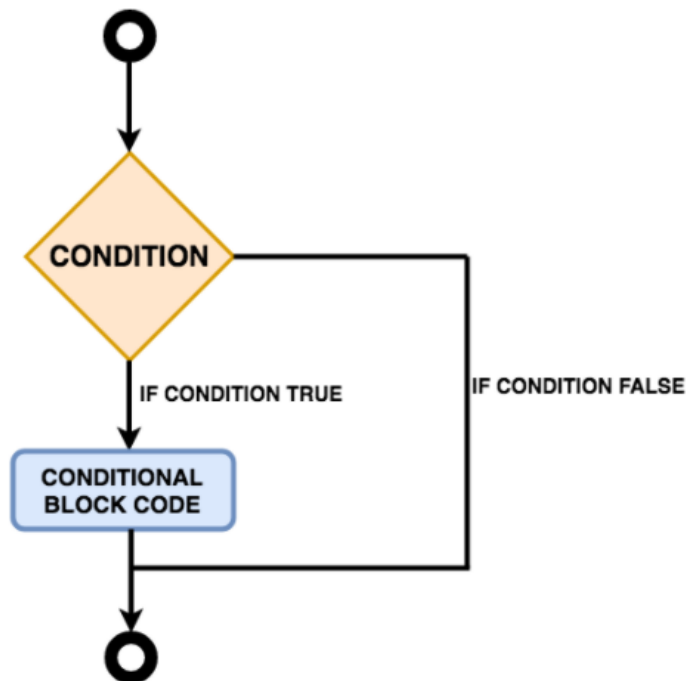 CONDITION
IF CONDITION TRUE
IF CONDITION FALSE
CONDITIONAL
BLOCK CODE